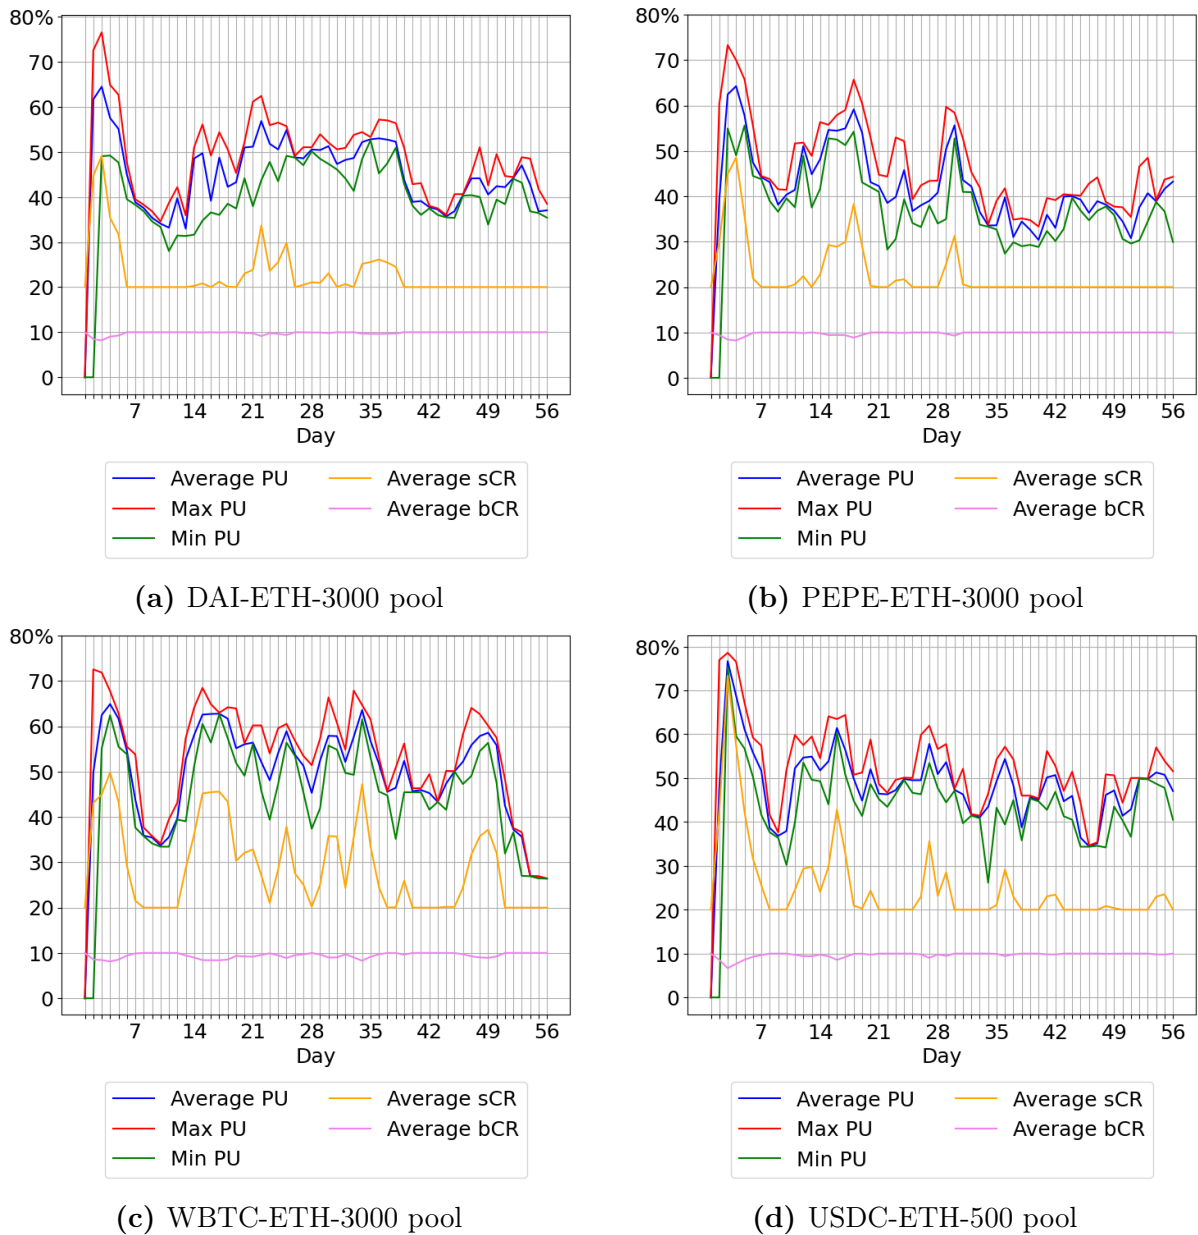 80%
70
60
50
40
30
20
10
0
7 14 21 28 35 42 49 56
Day
Average PU Average sCR
Max PU Average bCR
Min PU
(a) DAI-ETH-3000 pool
80%
70
60
50
40
30
20
10
0
7 14 21 28 35 42 49 56
Day
Average PU Average sCR
Max PU Average bCR
Min PU
(b) PEPE-ETH-3000 pool
80%
70
60
50
40
30
20
10
0
7 14 21 28 35 42 49 56
Day
Average PU Average sCR
Max PU Average bCR
Min PU
(c) WBTC-ETH-3000 pool
80%
70
60
50
40
30
20
10
0
7 14 21 28 35 42 49 56
Day
Average PU Average sCR
Max PU Average bCR
Min PU
(d) USDC-ETH-500 pool